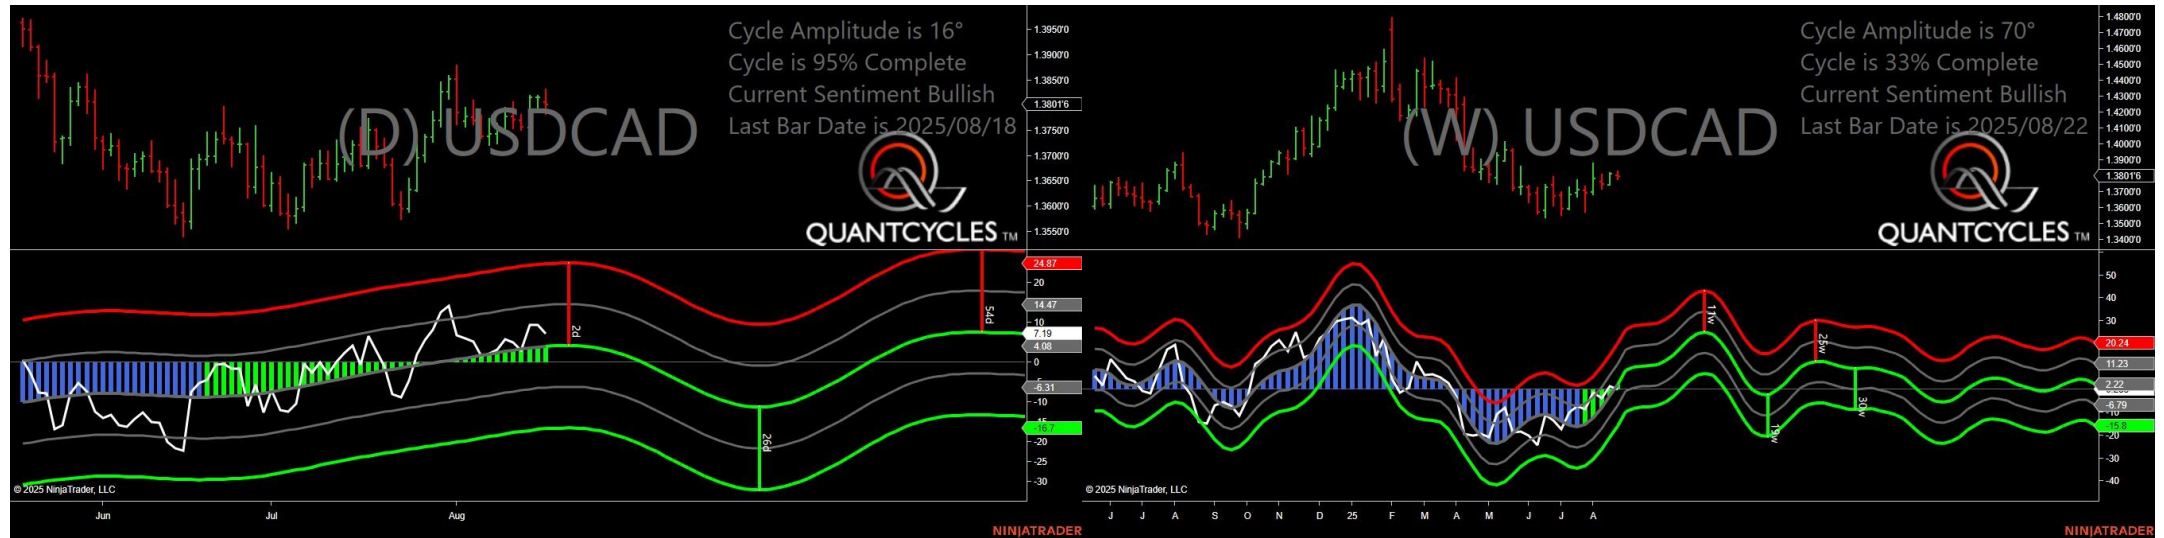 Cycle Amplitude is 16°
Cycle is 95% Complete
Current Sentiment Bullish
Last Bar Date is 2025/08/18
(D) USDCAD
QUANTCYCLES TM
1.3950'0
1.3900'0
1.3850'0
1.3801'6
1.3750'0
1.3700'0
1.3650'0
1.3600'0
1.3550'0
24.87
20
14.47
10
7.19
4.08
0
-6.31
-10
-16.7
-20
-25
-30
2d
26d
54d
© 2025 NinjaTrader, LLC
Jun Jul Aug
NINJATRADER
Cycle Amplitude is 70°
Cycle is 33% Complete
Current Sentiment Bullish
Last Bar Date is 2025/08/22
(W) USDCAD
QUANTCYCLES TM
1.4800'0
1.4700'0
1.4600'0
1.4500'0
1.4400'0
1.4300'0
1.4200'0
1.4100'0
1.4000'0
1.3900'0
1.3801'6
1.3700'0
1.3600'0
1.3500'0
1.3400'0
50
40
30
20.24
11.23
2.22
-6.79
-15.8
-20
-30
-40
11w
19w
25w
30w
© 2025 NinjaTrader, LLC
J J A S O N D 25 F M A M J J A
NINJATRADER